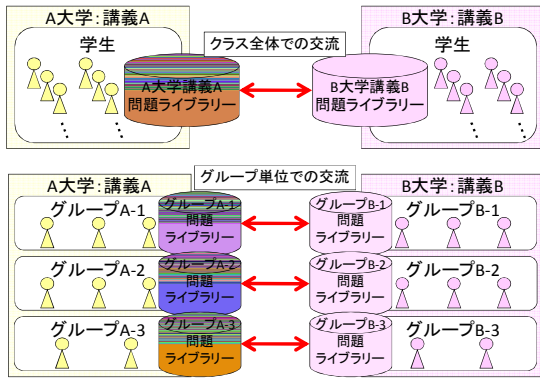 A大学:講義A
B大学:講義B
クラス全体での交流
学生
学生
A大学講義A
問題ライブラリー
B大学講義B
問題ライブラリー
グループ単位での交流
A大学:講義A
B大学:講義B
グループA-1
グループA-1
問題
ライブラリー
グループB-1
問題
ライブラリー
グループB-1
グループA-2
グループA-2
問題
ライブラリー
グループB-2
問題
ライブラリー
グループB-2
グループA-3
グループA-3
問題
ライブラリー
グループB-3
問題
ライブラリー
グループB-3